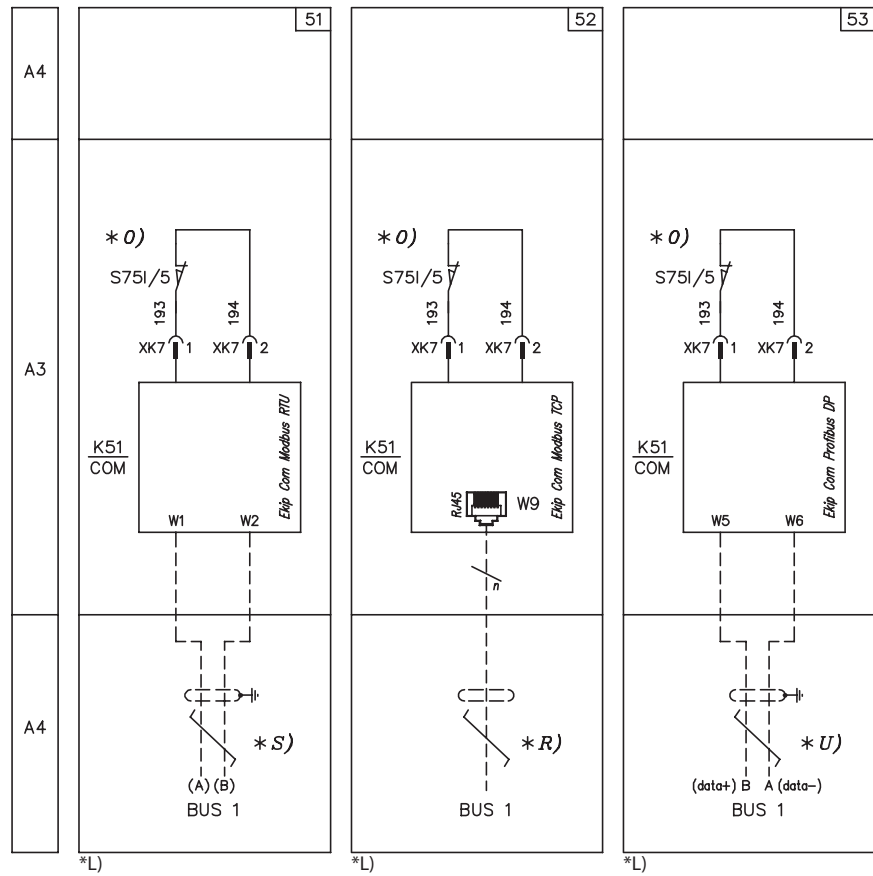 A4
A3
A4
51
*O)
S75I/5
193
194
XK7 1
XK7 2
K51
COM
Ekip Com Modbus RTU
W1
W2
*S)
(A) (B)
BUS 1
*L)
52
*O)
S75I/5
193
194
XK7 1
XK7 2
K51
COM
Ekip Com Modbus TCP
RJ45
W9
n
*R)
BUS 1
*L)
53
*O)
S75I/5
193
194
XK7 1
XK7 2
K51
COM
Ekip Com Profibus DP
W5
W6
*U)
(data+) B A (data-)
BUS 1
*L)